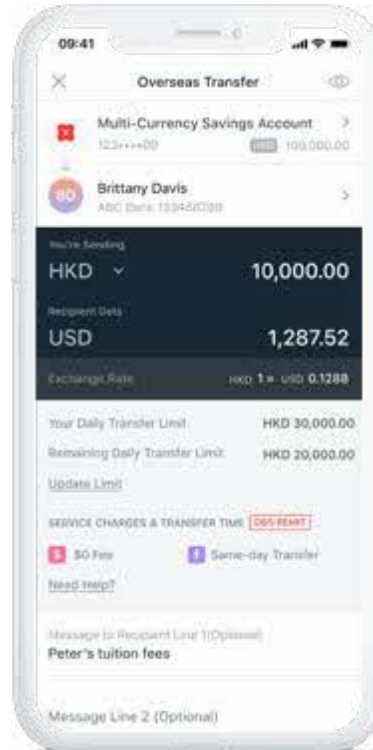 09:41
Overseas Transfer
Multi-Currency Savings Account
HKD 100,000.00
Brittany Davis
You're Sending
HKD 10,000.00
Recipient Gets
USD 1,287.52
Exchange Rate HKD 1 = USD 0.1288
Your Daily Transfer Limit HKD 30,000.00
Remaining Daily Transfer Limit HKD 20,000.00
Update Limit
SERVICE CHARGES & TRANSFER TIME DBS REMIT
$0 Fee Same-day Transfer
Need Help?
Message to Recipient Line 1(Optional)
Peter's tuition fees
Message Line 2 (Optional)